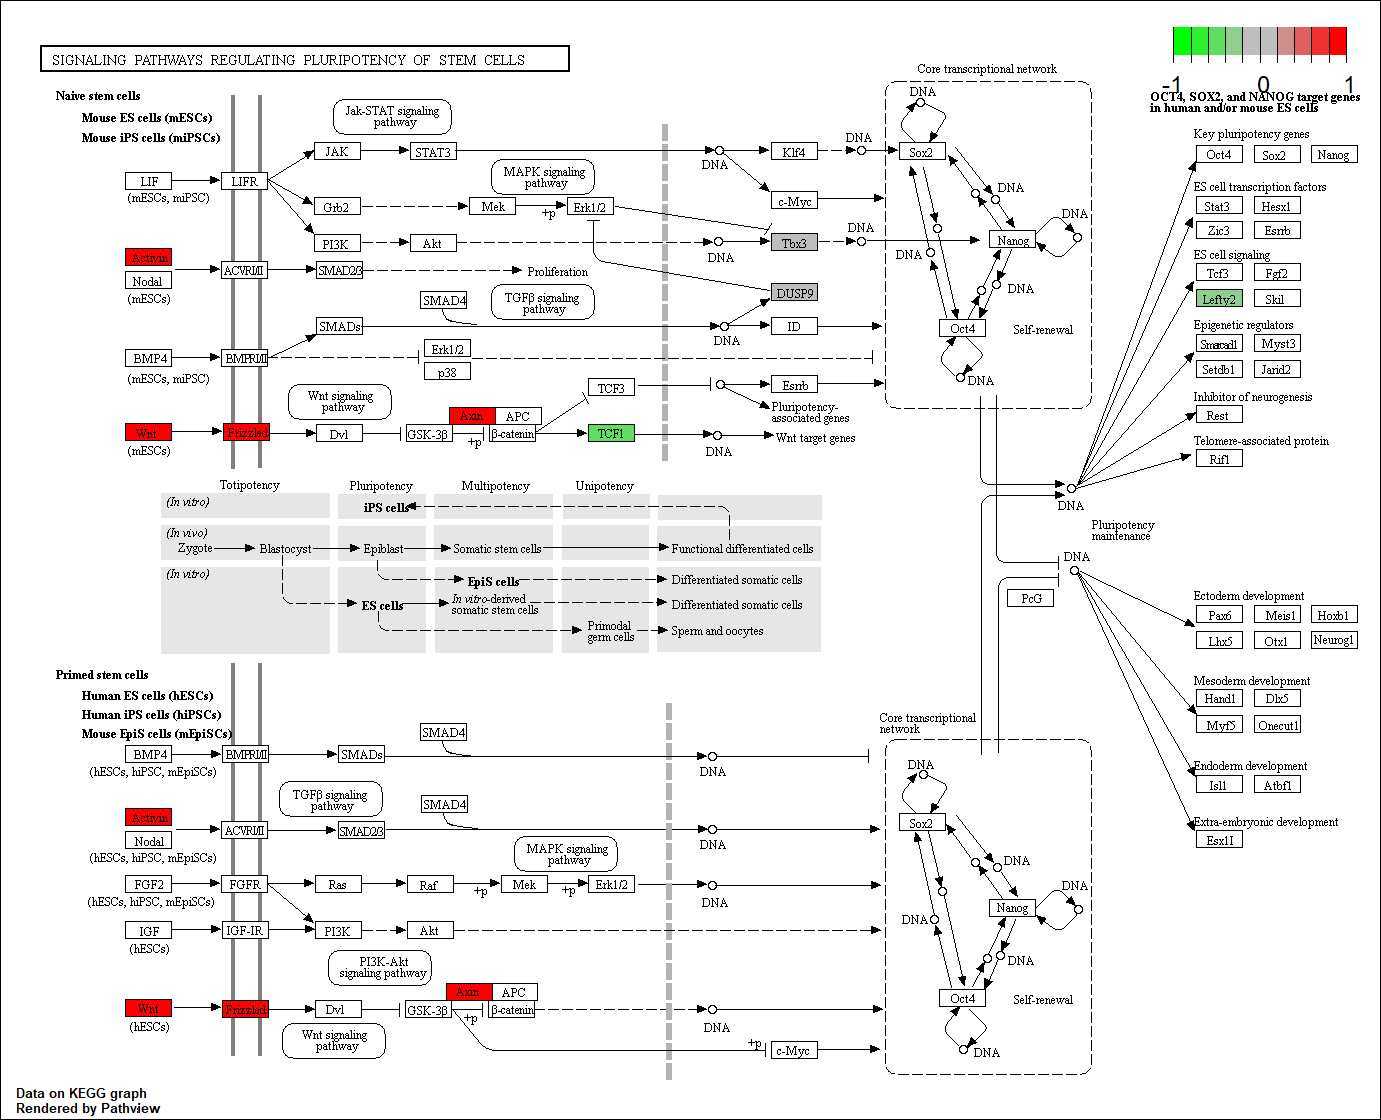 SIGNALING PATHWAYS REGULATING PLURIPOTENCY OF STEM CELLS
-1 0 1
OCT4, SOX2, and NANOG target genes
in human and/or mouse ES cells
Naive stem cells
Mouse ES cells (mESCs)
Mouse iPS cells (miPSCs)
Jak-STAT signaling
pathway
JAK
STAT3
LIF
LIFR
(mESCs, miPSC)
MAPK signaling
pathway
Grb2
Mek
+p
Erk1/2
PI3K
Akt
Activin
Nodal
(mESCs)
ACVRI/II
SMAD2/3
Proliferation
SMAD4
TGFβ signaling
pathway
SMADs
BMP4
BMPRI/II
(mESCs, miPSC)
Erk1/2
p38
Wnt signaling
pathway
Wnt
Frizzled
(mESCs)
Dvl
GSK-3β
Axin
APC
+p
β-catenin
TCF3
TCF1
DNA
Klf4
DNA
c-Myc
DNA
Tbx3
DNA
DUSP9
DNA
ID
Esrrb
Pluripotency-
associated genes
DNA
Wnt target genes
Core transcriptional network
DNA
Sox2
DNA
DNA
Nanog
DNA
DNA
Oct4
Self-renewal
DNA
Key pluripotency genes
Oct4 Sox2 Nanog
ES cell transcription factors
Stat3 Hesx1
Zic3 Esrrb
ES cell signaling
Tcf3 Fgf2
Lefty2 Skil
Epigenetic regulators
Smarcad1 Myst3
Setdb1 Jarid2
Inhibitor of neurogenesis
Rest
Telomere-associated protein
Rif1
DNA
Pluripotency
maintenance
DNA
PcG
Totipotency Pluripotency Multipotency Unipotency
(In vitro)
iPS cells
(In vivo)
Zygote Blastocyst Epiblast Somatic stem cells Functional differentiated cells
(In vitro)
EpiS cells Differentiated somatic cells
ES cells In vitro-derived
somatic stem cells Differentiated somatic cells
Primodal
germ cells Sperm and oocytes
Ectoderm development
Pax6 Meis1 Hoxb1
Lhx5 Otx1 Neurog1
Mesoderm development
Hand1 Dlx5
Myf5 Onecut1
Endoderm development
Isl1 Atbf1
Extra-embryonic development
Esx1l
Primed stem cells
Human ES cells (hESCs)
Human iPS cells (hiPSCs)
Mouse EpiS cells (mEpiSCs)
BMP4
BMPRI/II
SMADs
SMAD4
DNA
(hESCs, hiPSC, mEpiSCs)
TGFβ signaling
pathway
SMAD4
Activin
Nodal
ACVRI/II
SMAD2/3
DNA
(hESCs, hiPSC, mEpiSCs)
MAPK signaling
pathway
FGF2
FGFR
Ras
Raf
+p
Mek
+p
Erk1/2
DNA
(hESCs, hiPSC, mEpiSCs)
IGF
IGF-IR
PI3K
Akt
(hESCs)
PI3K-Akt
signaling pathway
Wnt
Frizzled
Dvl
GSK-3β
Axin
APC
+p
β-catenin
DNA
(hESCs)
Wnt signaling
pathway
+p
c-Myc
Core transcriptional
network
DNA
Sox2
DNA
DNA
Nanog
DNA
DNA
Oct4
Self-renewal
DNA
Data on KEGG graph
Rendered by Pathview